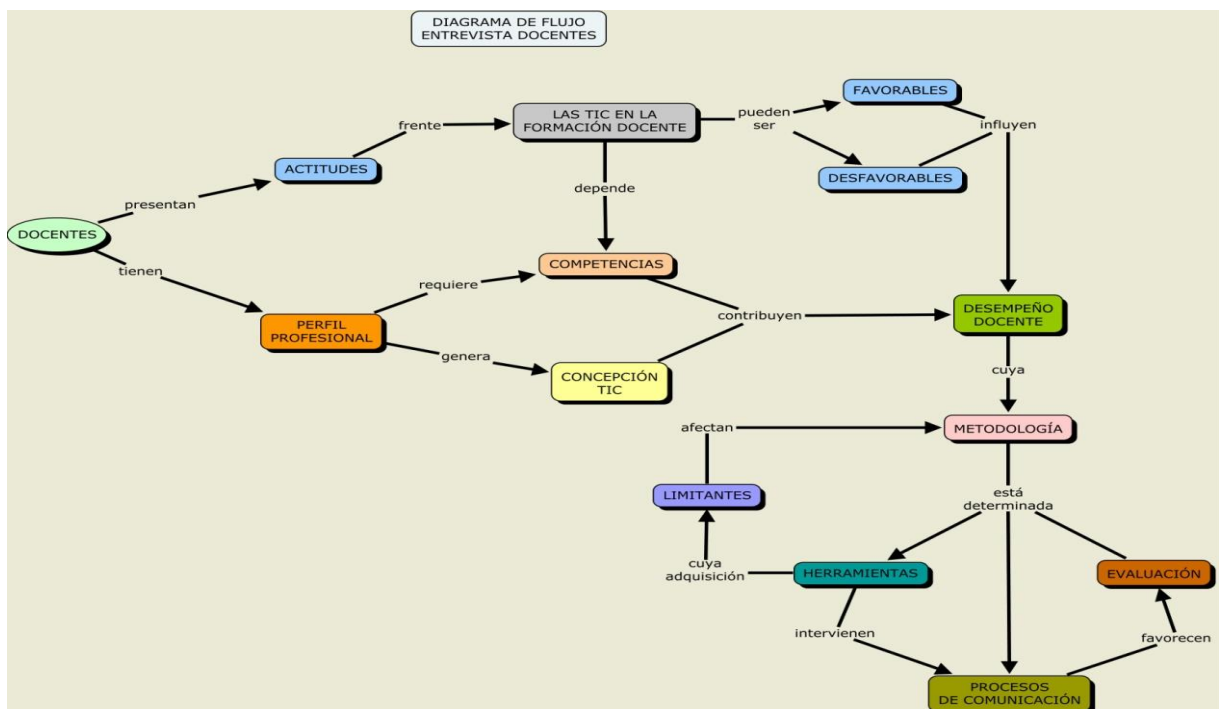 DIAGRAMA DE FLUJO
ENTREVISTA DOCENTES
FAVORABLES
LAS TIC EN LA
FORMACIÓN DOCENTE
pueden
ser
frente
influyen
ACTITUDES
DESFAVORABLES
depende
presentan
DOCENTES
tienen
COMPETENCIAS
requiere
PERFIL
PROFESIONAL
contribuyen
DESEMPEÑO
DOCENTE
genera
CONCEPCIÓN
TIC
cuya
afectan
METODOLOGÍA
LIMITANTES
está
determinada
cuya
adquisición
HERRAMIENTAS
EVALUACIÓN
intervienen
favorecen
PROCESOS
DE COMUNICACIÓN